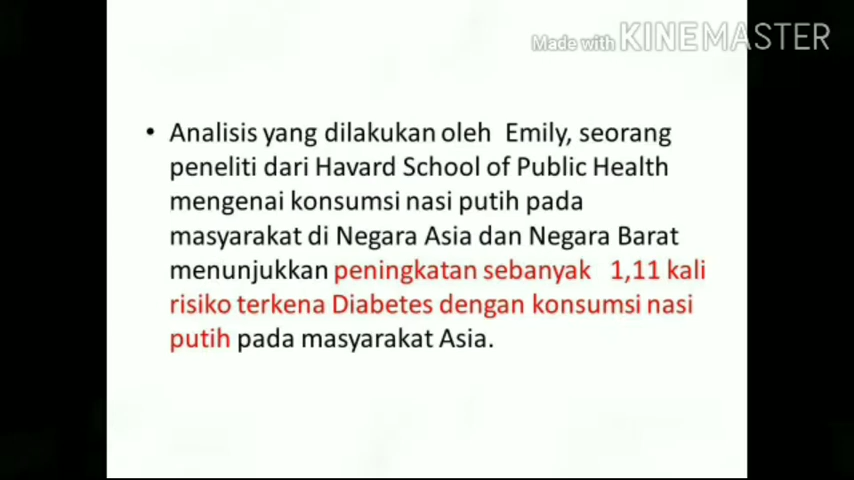 Made with KINEMASTER
• Analisis yang dilakukan oleh Emily, seorang
peneliti dari Havard School of Public Health
mengenai konsumsi nasi putih pada
masyarakat di Negara Asia dan Negara Barat
menunjukkan peningkatan sebanyak 1,11 kali
risiko terkena Diabetes dengan konsumsi nasi
putih pada masyarakat Asia.